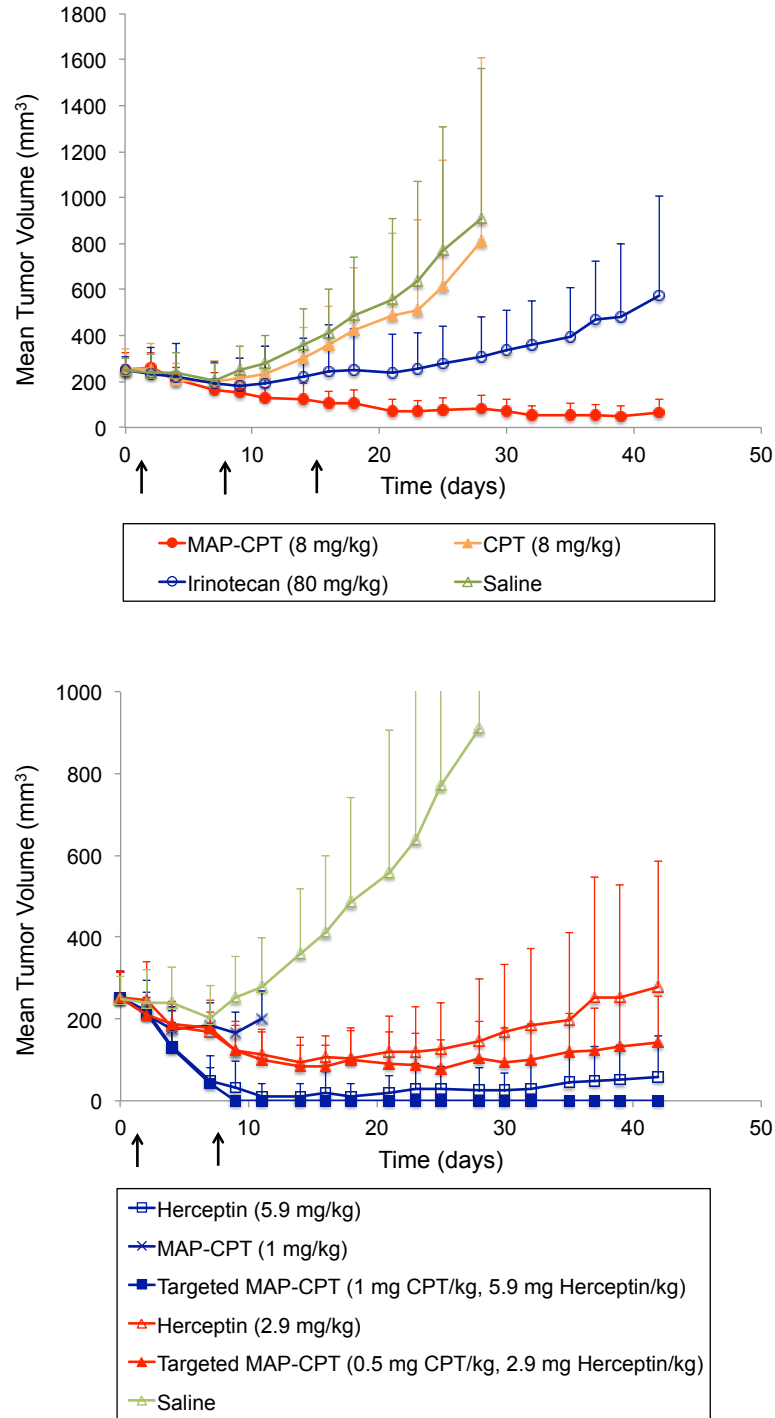 1800
1600
1400
1200
1000
800
600
400
200
0
Mean Tumor Volume (mm³)
0 10 20 30 40 50
Time (days)
MAP-CPT (8 mg/kg) CPT (8 mg/kg)
Irinotecan (80 mg/kg) Saline
1000
800
600
400
200
0
Mean Tumor Volume (mm³)
0 10 20 30 40 50
Time (days)
Herceptin (5.9 mg/kg)
MAP-CPT (1 mg/kg)
Targeted MAP-CPT (1 mg CPT/kg, 5.9 mg Herceptin/kg)
Herceptin (2.9 mg/kg)
Targeted MAP-CPT (0.5 mg CPT/kg, 2.9 mg Herceptin/kg)
Saline